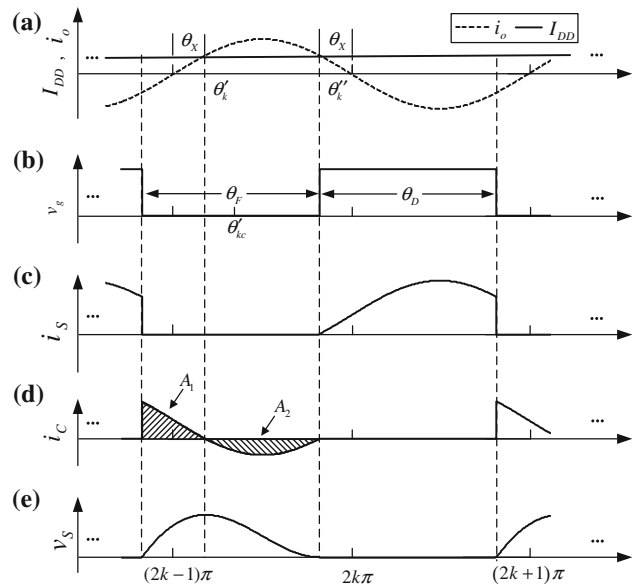 (a)
I_DD , i_o
...
θ_X
θ_X
i_o
I_DD
...
θ'_k
θ''_k
(b)
v_g
...
θ_F
θ_D
...
θ'_kc
(c)
i_S
...
...
(d)
i_C
...
A_1
A_2
...
(e)
v_S
...
...
(2k−1)π
2kπ
(2k+1)π